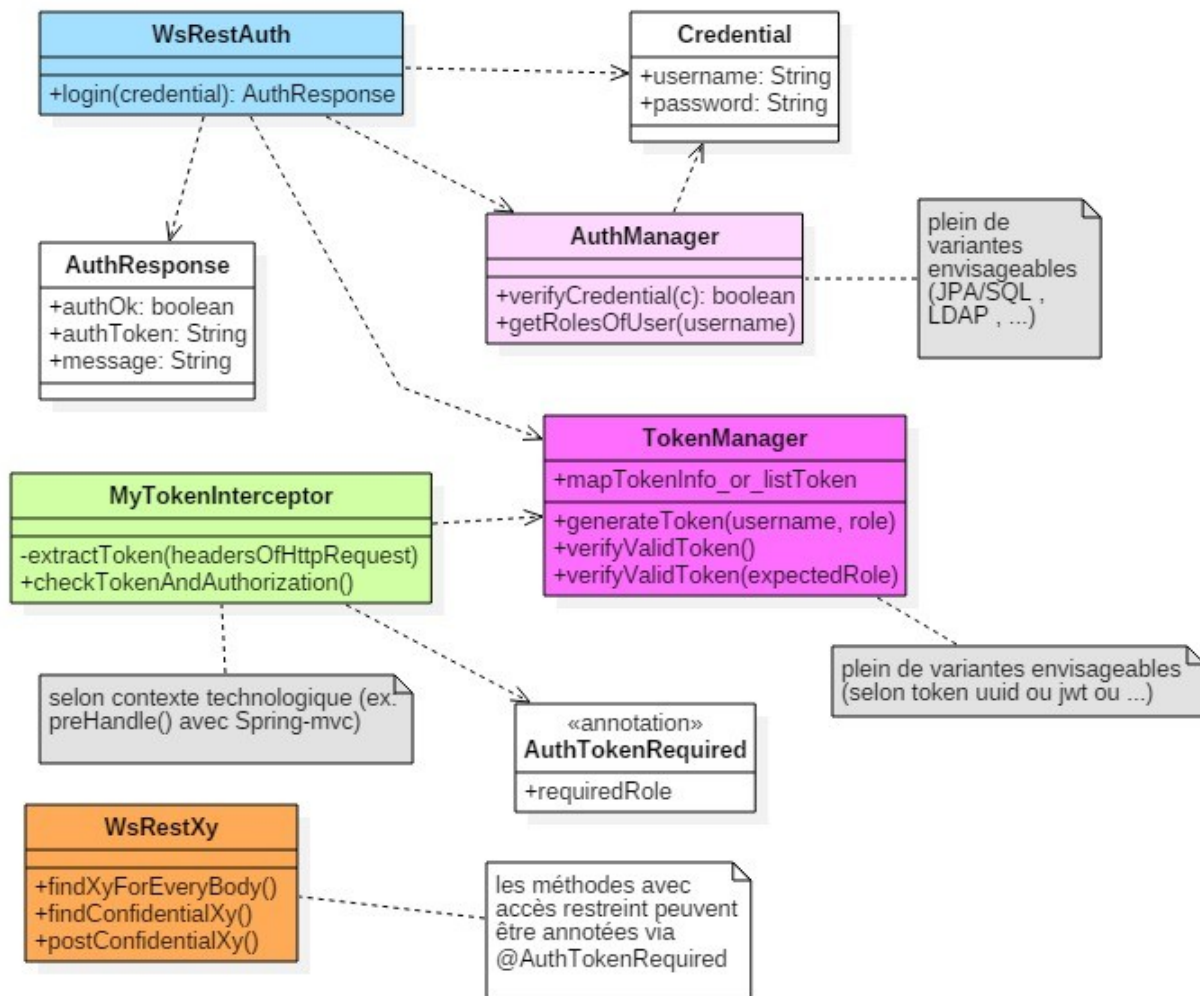 WsRestAuth
+login(credential): AuthResponse
Credential
+username: String
+password: String
AuthManager
+verifyCredential(c): boolean
+getRolesOfUser(username)
plein de
variantes
envisageables
(JPA/SQL ,
LDAP , ...)
AuthResponse
+authOk: boolean
+authToken: String
+message: String
TokenManager
+mapTokenInfo_or_listToken
+generateToken(username, role)
+verifyValidToken()
+verifyValidToken(expectedRole)
MyTokenInterceptor
-extractToken(headersOfHttpRequest)
+checkTokenAndAuthorization()
plein de variantes envisageables
(selon token uuid ou jwt ou ...)
selon contexte technologique (ex:
preHandle() avec Spring-mvc)
«annotation»
AuthTokenRequired
+requiredRole
WsRestXy
+findXyForEveryBody()
+findConfidentialXy()
+postConfidentialXy()
les méthodes avec
accès restreint peuvent
être annotées via
@AuthTokenRequired